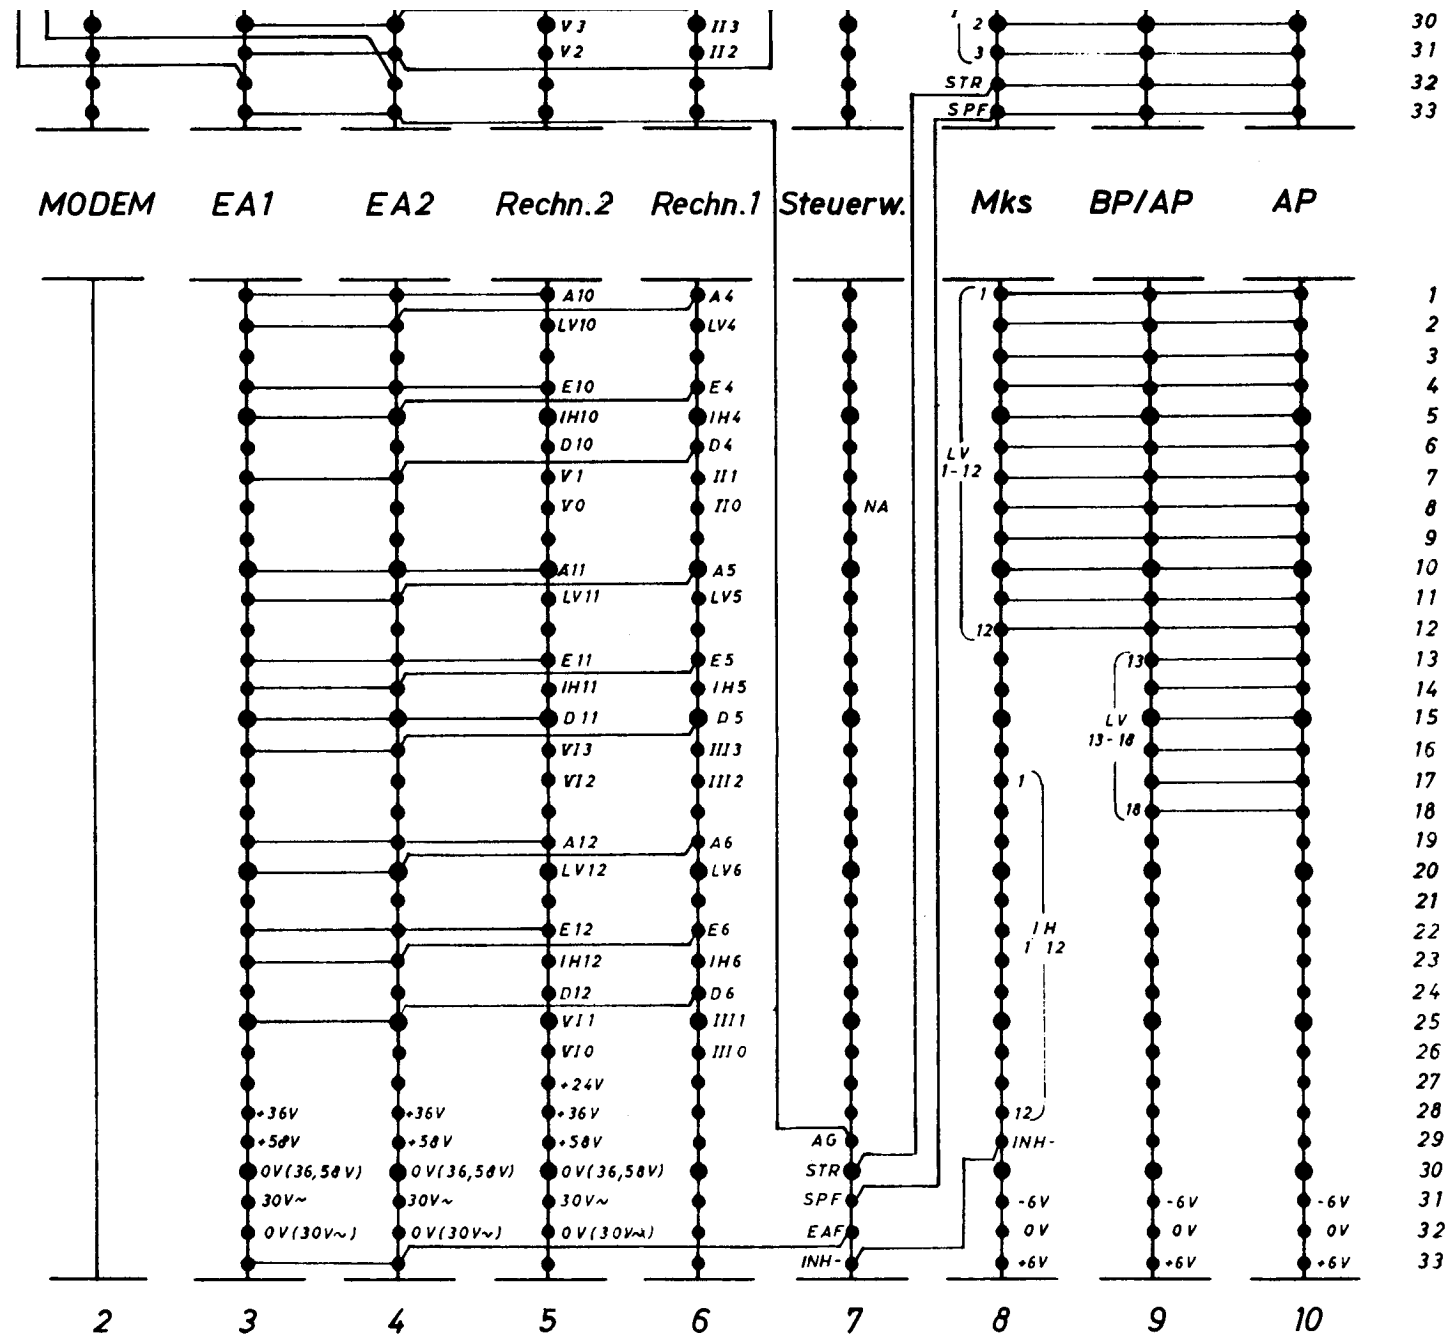 V3 II3 2 30
V2 II2 3 31
STR 32
SPF 33
MODEM EA1 EA2 Rechn.2 Rechn.1 Steuerw. Mks BP/AP AP
A10 A4 1 1
LV10 LV4 2
3
E10 E4 4
IH10 IH4 5
D10 D4 LV 6
V1 II1 1-12 7
V0 II0 NA 8
9
A11 A5 10
LV11 LV5 11
12 12
E11 E5 13 13
IH11 IH5 14
D11 D5 LV 15
VI3 III3 13-18 16
VI2 III2 1 17
18 18
A12 A6 19
LV12 LV6 20
21
E12 E6 IH 22
IH12 IH6 1 12 23
D12 D6 24
VI1 III1 25
VI0 III0 26
+24V 27
+36V +36V +36V 12 28
+58V +58V +58V AG INH- 29
0V(36,58V) 0V(36,58V) 0V(36,58V) STR 30
30V~ 30V~ 30V~ SPF -6V -6V -6V 31
0V(30V~) 0V(30V~) 0V(30V~) EAF 0V 0V 0V 32
INH- +6V +6V +6V 33
2 3 4 5 6 7 8 9 10